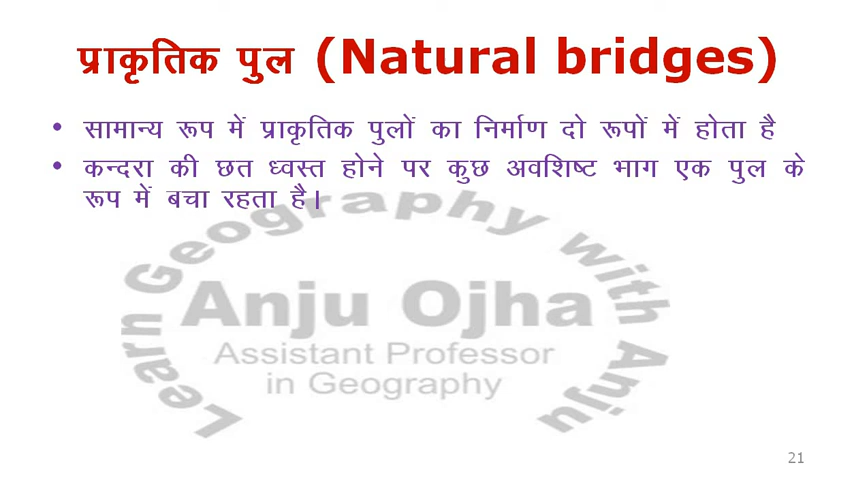 प्राकृतिक पुल (Natural bridges)
• सामान्य रूप में प्राकृतिक पुलों का निर्माण दो रूपों में होता है
• कन्दरा की छत ध्वस्त होने पर कुछ अवशिष्ट भाग एक पुल के
रूप में बचा रहता है।
Learn Geography with Anju
Anju Ojha
Assistant Professor
in Geography
21